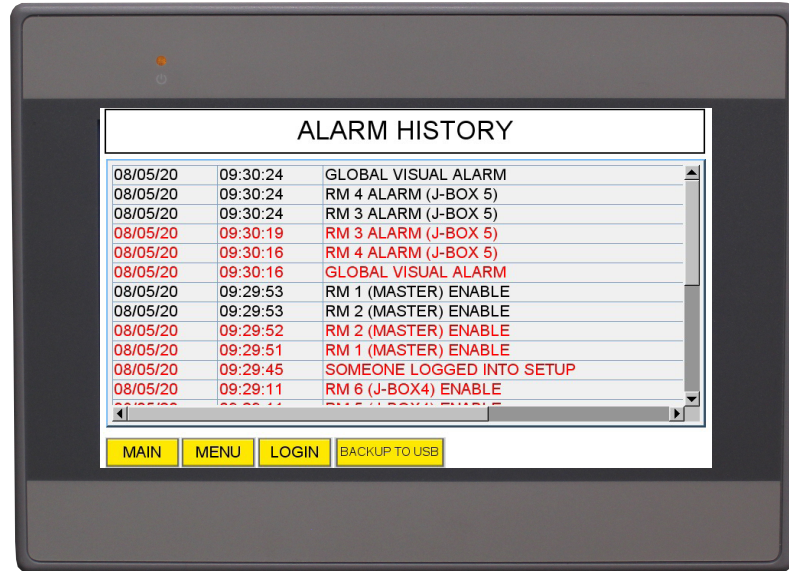 ALARM HISTORY
08/05/20 09:30:24 GLOBAL VISUAL ALARM
08/05/20 09:30:24 RM 4 ALARM (J-BOX 5)
08/05/20 09:30:24 RM 3 ALARM (J-BOX 5)
08/05/20 09:30:19 RM 3 ALARM (J-BOX 5)
08/05/20 09:30:16 RM 4 ALARM (J-BOX 5)
08/05/20 09:30:16 GLOBAL VISUAL ALARM
08/05/20 09:29:53 RM 1 (MASTER) ENABLE
08/05/20 09:29:53 RM 2 (MASTER) ENABLE
08/05/20 09:29:52 RM 2 (MASTER) ENABLE
08/05/20 09:29:51 RM 1 (MASTER) ENABLE
08/05/20 09:29:45 SOMEONE LOGGED INTO SETUP
08/05/20 09:29:11 RM 6 (J-BOX4) ENABLE
MAIN MENU LOGIN BACKUP TO USB